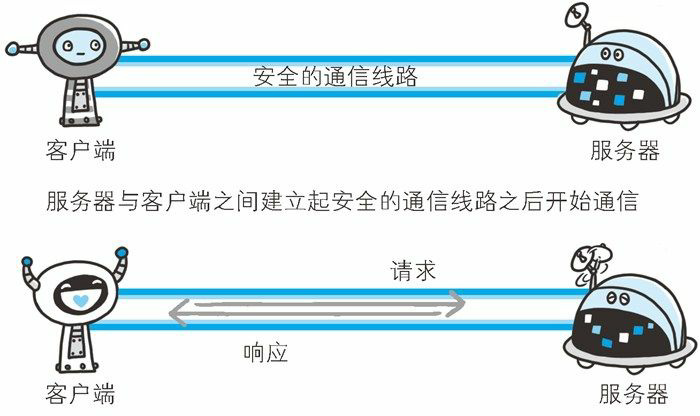 安全的通信线路
客户端
服务器
服务器与客户端之间建立起安全的通信线路之后开始通信
请求
响应
客户端
服务器